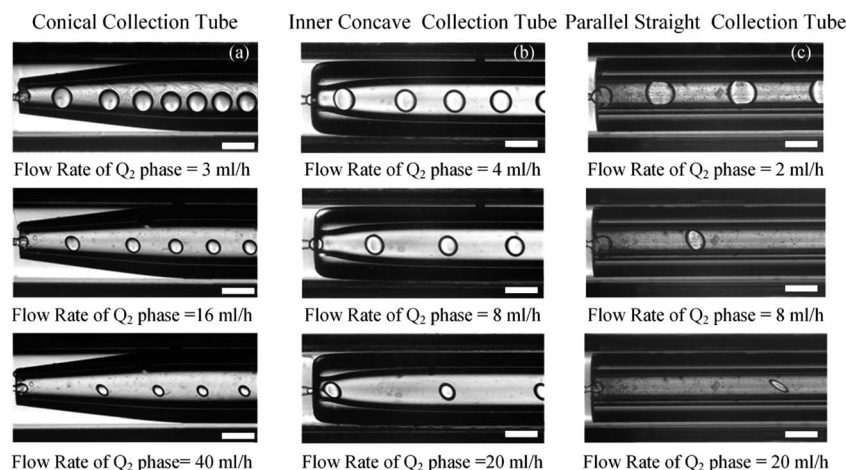 Conical Collection Tube Inner Concave Collection Tube Parallel Straight Collection Tube
(a) (b) (c)
Flow Rate of Q₂ phase = 3 ml/h Flow Rate of Q₂ phase = 4 ml/h Flow Rate of Q₂ phase = 2 ml/h
Flow Rate of Q₂ phase =16 ml/h Flow Rate of Q₂ phase = 8 ml/h Flow Rate of Q₂ phase = 8 ml/h
Flow Rate of Q₂ phase= 40 ml/h Flow Rate of Q₂ phase =20 ml/h Flow Rate of Q₂ phase = 20 ml/h